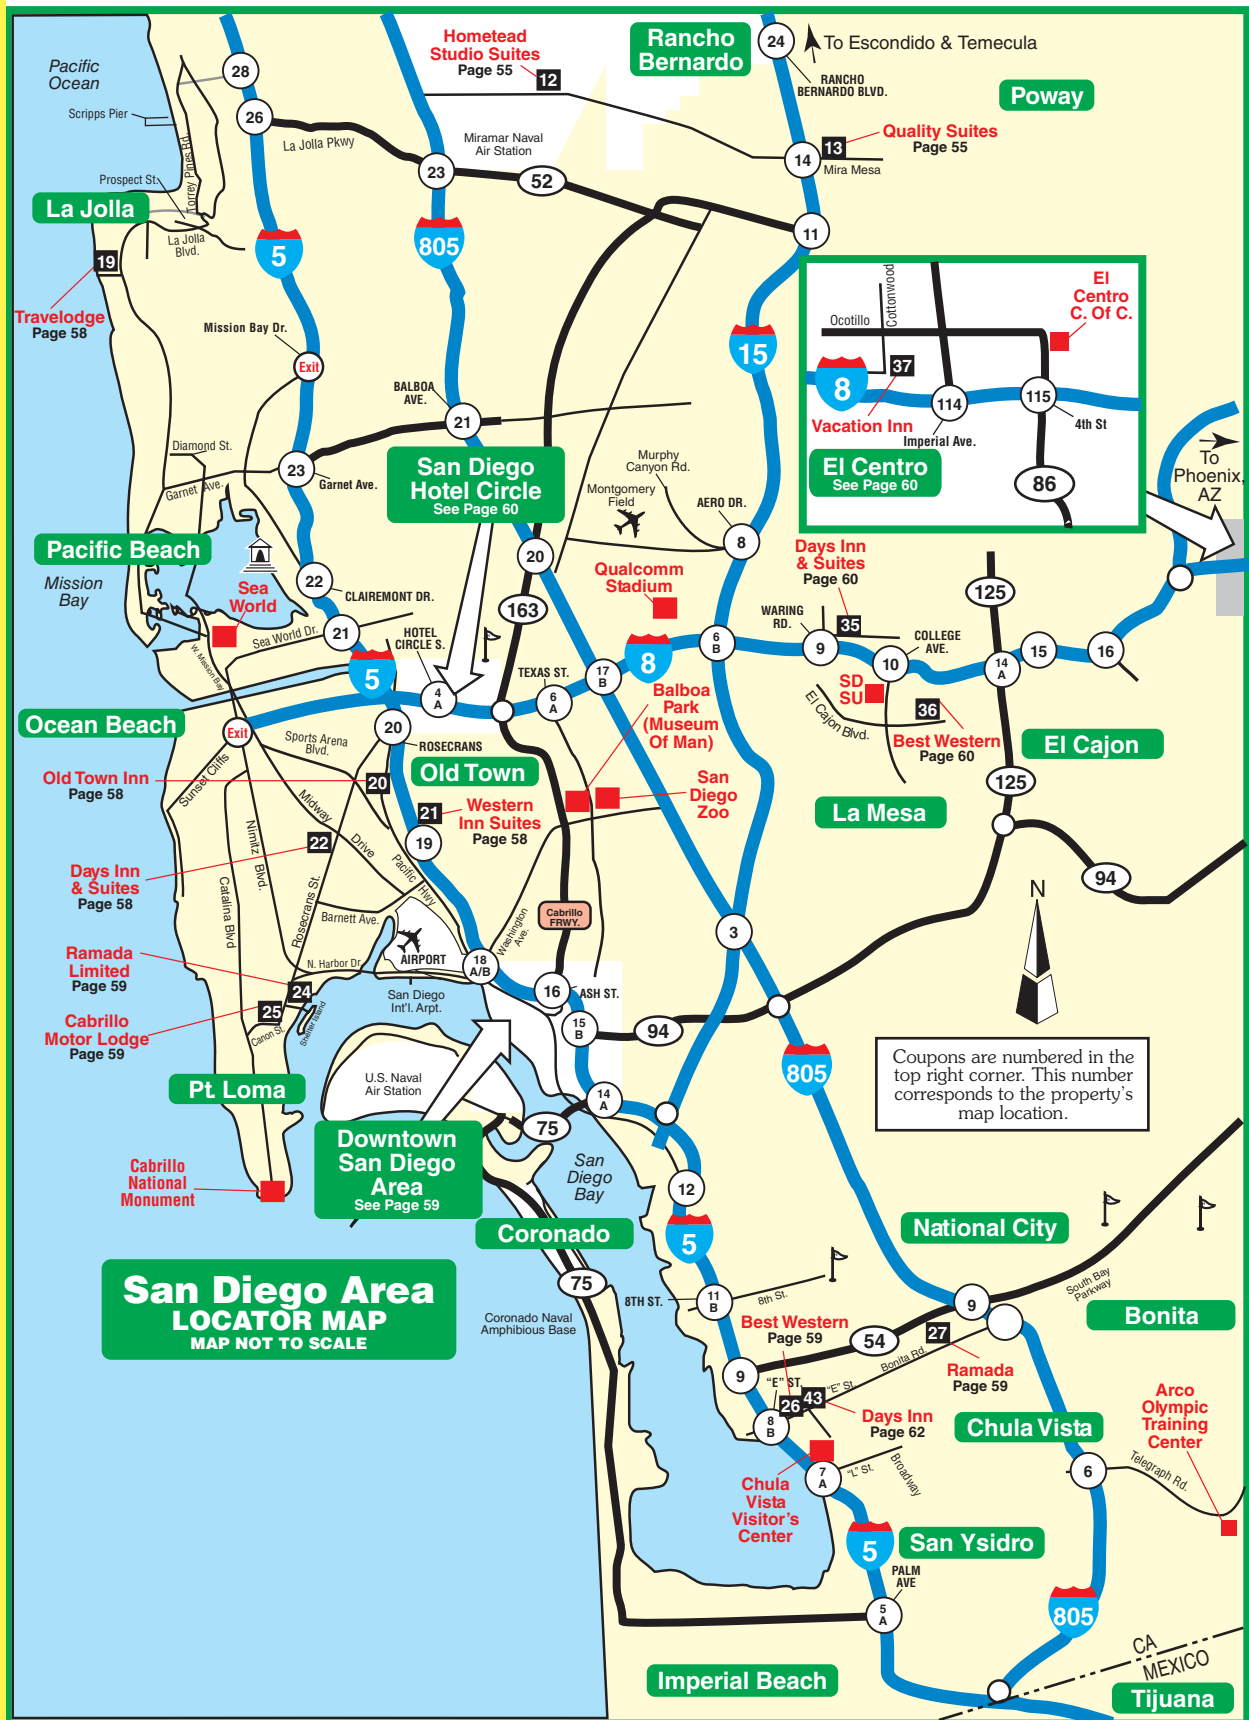 Pacific
Ocean
28
Homestead
Studio Suites
Page 55
12
Rancho
Bernardo
24
To Escondido & Temecula
RANCHO
BERNARDO BLVD.
Poway
Scripps Pier
26
La Jolla Pkwy
Torrey Pines Rd.
Miramar Naval
Air Station
23
52
14
13
Quality Suites
Page 55
Mira Mesa
Prospect St.
La Jolla
La Jolla
Blvd.
5
805
11
19
Travelodge
Page 58
Mission Bay Dr.
Exit
15
Cottonwood
Ocotillo
El
Centro
C. Of C.
8
37
114
115
Vacation Inn
Imperial Ave.
4th St
El Centro
See Page 60
86
To
Phoenix,
AZ
BALBOA
AVE.
21
Diamond St.
23
Garnet Ave.
Garnet Ave.
San Diego
Hotel Circle
See Page 60
Murphy
Canyon Rd.
Montgomery
Field
AERO DR.
8
20
Pacific Beach
Mission
Bay
Sea
World
22
CLAIREMONT DR.
21
Sea World Dr.
W. Mission Bay
163
Qualcomm
Stadium
Days Inn
& Suites
Page 60
WARING
RD.
35
9
COLLEGE
AVE.
10
125
14
A
15
16
HOTEL
CIRCLE S.
5
4
A
TEXAS ST.
6
A
17
B
8
6
B
SD
SU
El Cajon Blvd.
36
Best Western
Page 60
El Cajon
Ocean Beach
Exit
Sports Arena
Blvd.
20
ROSECRANS
Old Town
Balboa
Park
(Museum
Of Man)
San
Diego
Zoo
La Mesa
125
94
Old Town Inn
Page 58
Sunset Cliffs
20
21
Western
Inn Suites
Page 58
19
Midway
Drive
Pacific
Hwy
Nimitz Blvd.
Catalina Blvd
22
Days Inn
& Suites
Page 58
Rosecrans St.
Barnett Ave.
Washington
Ave.
Cabrillo
FRWY.
3
N
Ramada
Limited
Page 59
N. Harbor Dr.
AIRPORT
San Diego
Int'l. Arpt.
18
A/B
16
ASH ST.
15
B
94
24
25
Canon St.
Shelter Island
Cabrillo
Motor Lodge
Page 59
Pt. Loma
U.S. Naval
Air Station
14
A
75
805
Coupons are numbered in the
top right corner. This number
corresponds to the property's
map location.
Downtown
San Diego
Area
See Page 59
San
Diego
Bay
12
Cabrillo
National
Monument
Coronado
5
National City
75
San Diego Area
LOCATOR MAP
MAP NOT TO SCALE
Coronado Naval
Amphibious Base
8TH ST.
11
B
8th St.
South Bay
Parkway
9
Bonita
Best Western
Page 59
54
27
Bonita Rd.
Ramada
Page 59
9
"E" ST.
"E" St.
26
43
8
B
Days Inn
Page 62
Chula Vista
Arco
Olympic
Training
Center
Telegraph Rd.
6
7
A
"L" St.
Broadway
Chula
Vista
Visitor's
Center
5
San Ysidro
PALM
AVE
5
A
805
Imperial Beach
CA
MEXICO
Tijuana